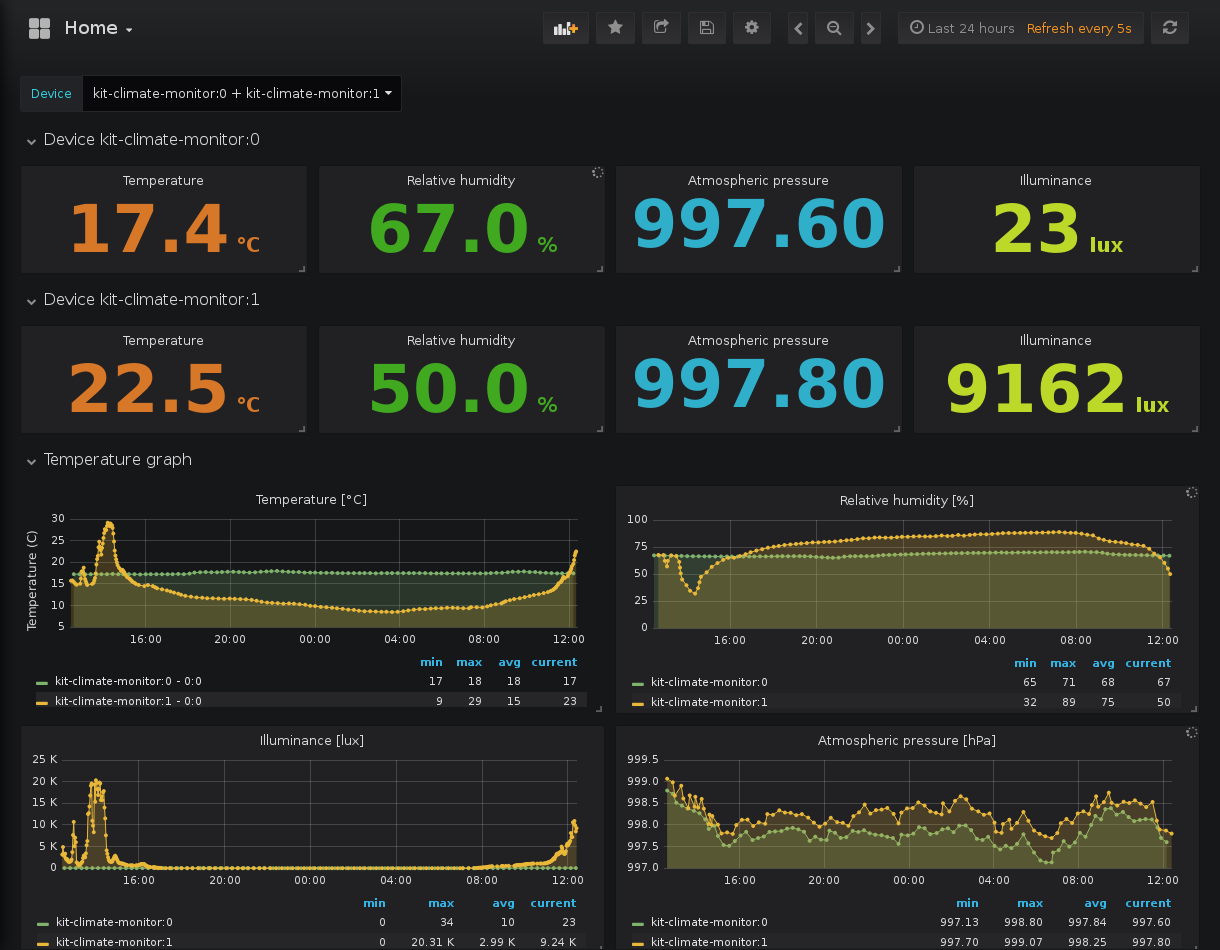 Home
Last 24 hours Refresh every 5s
Device kit-climate-monitor:0 + kit-climate-monitor:1
Device kit-climate-monitor:0
Temperature Relative humidity Atmospheric pressure Illuminance
17.4 °C 67.0 % 997.60 23 lux
Device kit-climate-monitor:1
Temperature Relative humidity Atmospheric pressure Illuminance
22.5 °C 50.0 % 997.80 9162 lux
Temperature graph
Temperature [°C]
Temperature (C)
30
25
20
15
10
5
16:00 20:00 00:00 04:00 08:00 12:00
min max avg current
kit-climate-monitor:0 - 0:0 17 18 18 17
kit-climate-monitor:1 - 0:0 9 29 15 23
Relative humidity [%]
100
75
50
25
0
16:00 20:00 00:00 04:00 08:00 12:00
min max avg current
kit-climate-monitor:0 65 71 68 67
kit-climate-monitor:1 32 89 75 50
Illuminance [lux]
25 K
20 K
15 K
10 K
5 K
0
16:00 20:00 00:00 04:00 08:00 12:00
min max avg current
kit-climate-monitor:0 0 34 10 23
kit-climate-monitor:1 0 20.31 K 2.99 K 9.24 K
Atmospheric pressure [hPa]
999.5
999.0
998.5
998.0
997.5
997.0
16:00 20:00 00:00 04:00 08:00 12:00
min max avg current
kit-climate-monitor:0 997.13 998.80 997.84 997.60
kit-climate-monitor:1 997.70 999.07 998.25 997.80